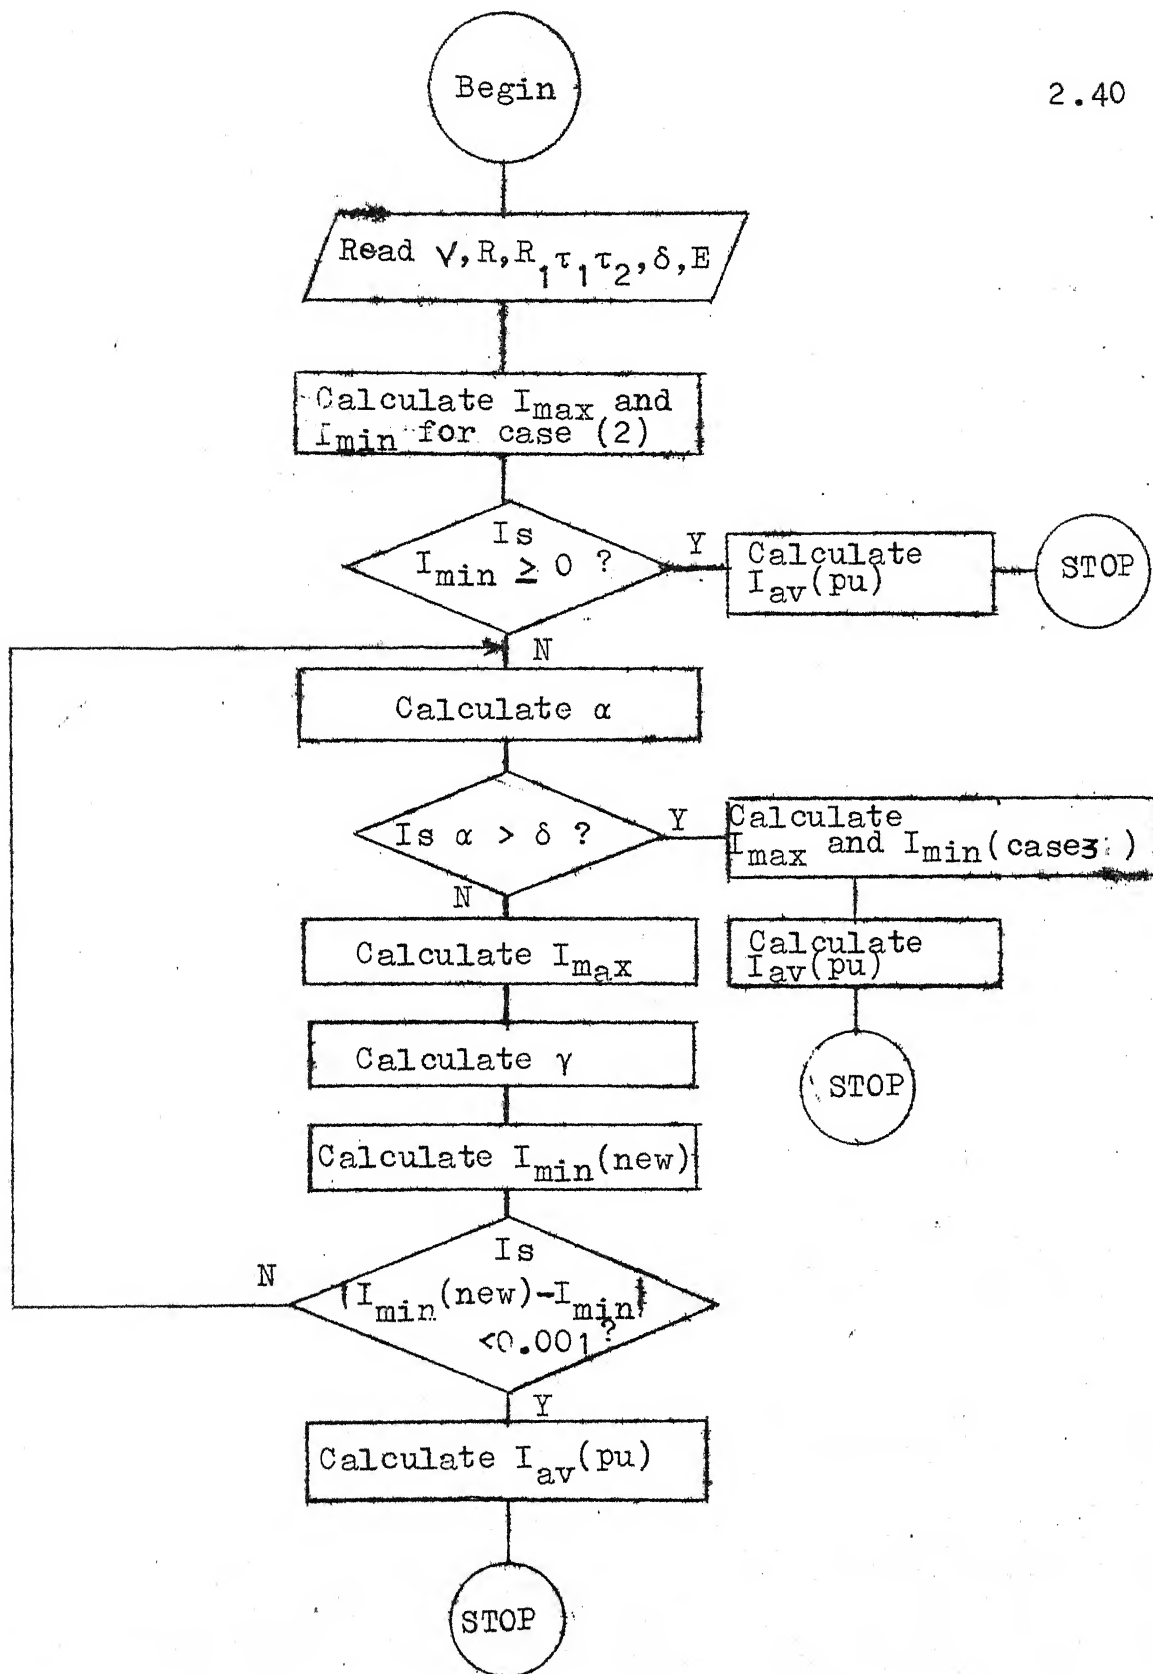 2.40
Begin
Read V, R, R₁ τ₁ τ₂, δ, E
Calculate Imax and
Imin for case (2)
Is
Imin ≥ 0 ?
Y
Calculate
Iav(pu)
STOP
N
Calculate α
Is α > δ ?
Y
Calculate
Imax and Imin(case3 )
N
Calculate Imax
Calculate
Iav(pu)
Calculate γ
STOP
Calculate Imin(new)
Is
N
|Imin(new)-Imin|
<0.001?
Y
Calculate Iav(pu)
STOP